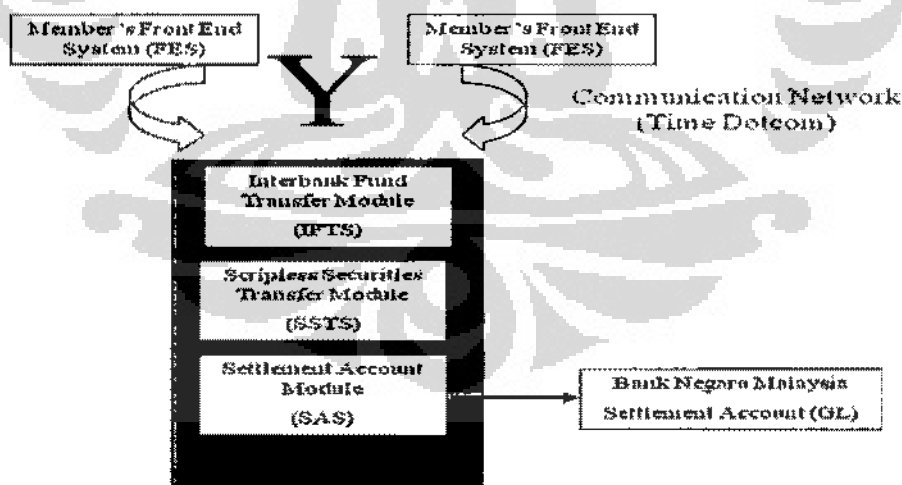 Member's Front End
System (FES)
Member's Front End
System (FES)
Y
Communication Network
(Time Dotcom)
Interbank Fund
Transfer Module
(IFTS)
Scripless Securities
Transfer Module
(SSTS)
Settlement Account
Module
(SAS)
Bank Negara Malaysia
Settlement Account (GL)